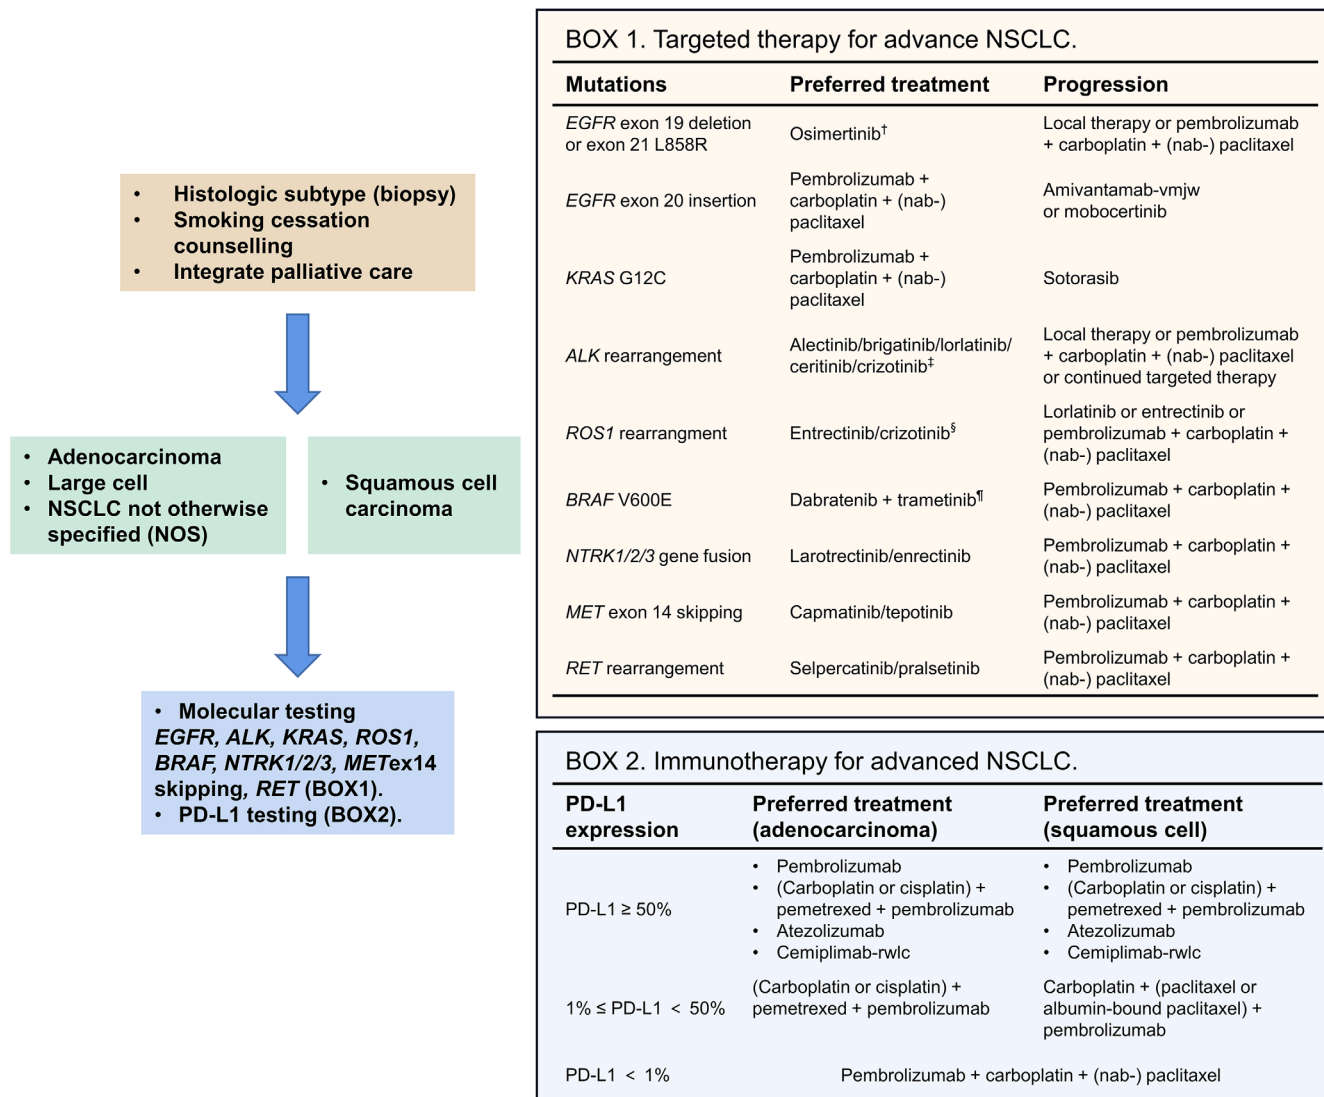 • Histologic subtype (biopsy)
• Smoking cessation
counselling
• Integrate palliative care
• Adenocarcinoma
• Large cell
• NSCLC not otherwise
specified (NOS)
• Squamous cell
carcinoma
• Molecular testing
EGFR, ALK, KRAS, ROS1,
BRAF, NTRK1/2/3, METex14
skipping, RET (BOX1).
• PD-L1 testing (BOX2).
BOX 1. Targeted therapy for advance NSCLC.
Mutations Preferred treatment Progression
EGFR exon 19 deletion
or exon 21 L858R
Osimertinib†
Local therapy or pembrolizumab
+ carboplatin + (nab-) paclitaxel
EGFR exon 20 insertion
Pembrolizumab +
carboplatin + (nab-)
paclitaxel
Amivantamab-vmjw
or mobocertinib
KRAS G12C
Pembrolizumab +
carboplatin + (nab-)
paclitaxel
Sotorasib
ALK rearrangement
Alectinib/brigatinib/lorlatinib/
ceritinib/crizotinib‡
Local therapy or pembrolizumab
+ carboplatin + (nab-) paclitaxel
or continued targeted therapy
ROS1 rearrangment
Entrectinib/crizotinib§
Lorlatinib or entrectinib or
pembrolizumab + carboplatin +
(nab-) paclitaxel
BRAF V600E
Dabratenib + trametinib¶
Pembrolizumab + carboplatin +
(nab-) paclitaxel
NTRK1/2/3 gene fusion
Larotrectinib/enrectinib
Pembrolizumab + carboplatin +
(nab-) paclitaxel
MET exon 14 skipping
Capmatinib/tepotinib
Pembrolizumab + carboplatin +
(nab-) paclitaxel
RET rearrangement
Selpercatinib/pralsetinib
Pembrolizumab + carboplatin +
(nab-) paclitaxel
BOX 2. Immunotherapy for advanced NSCLC.
PD-L1
expression
Preferred treatment
(adenocarcinoma)
Preferred treatment
(squamous cell)
PD-L1 ≥ 50%
• Pembrolizumab
• (Carboplatin or cisplatin) +
pemetrexed + pembrolizumab
• Atezolizumab
• Cemiplimab-rwlc
• Pembrolizumab
• (Carboplatin or cisplatin) +
pemetrexed + pembrolizumab
• Atezolizumab
• Cemiplimab-rwlc
1% ≤ PD-L1 < 50%
(Carboplatin or cisplatin) +
pemetrexed + pembrolizumab
Carboplatin + (paclitaxel or
albumin-bound paclitaxel) +
pembrolizumab
PD-L1 < 1%
Pembrolizumab + carboplatin + (nab-) paclitaxel